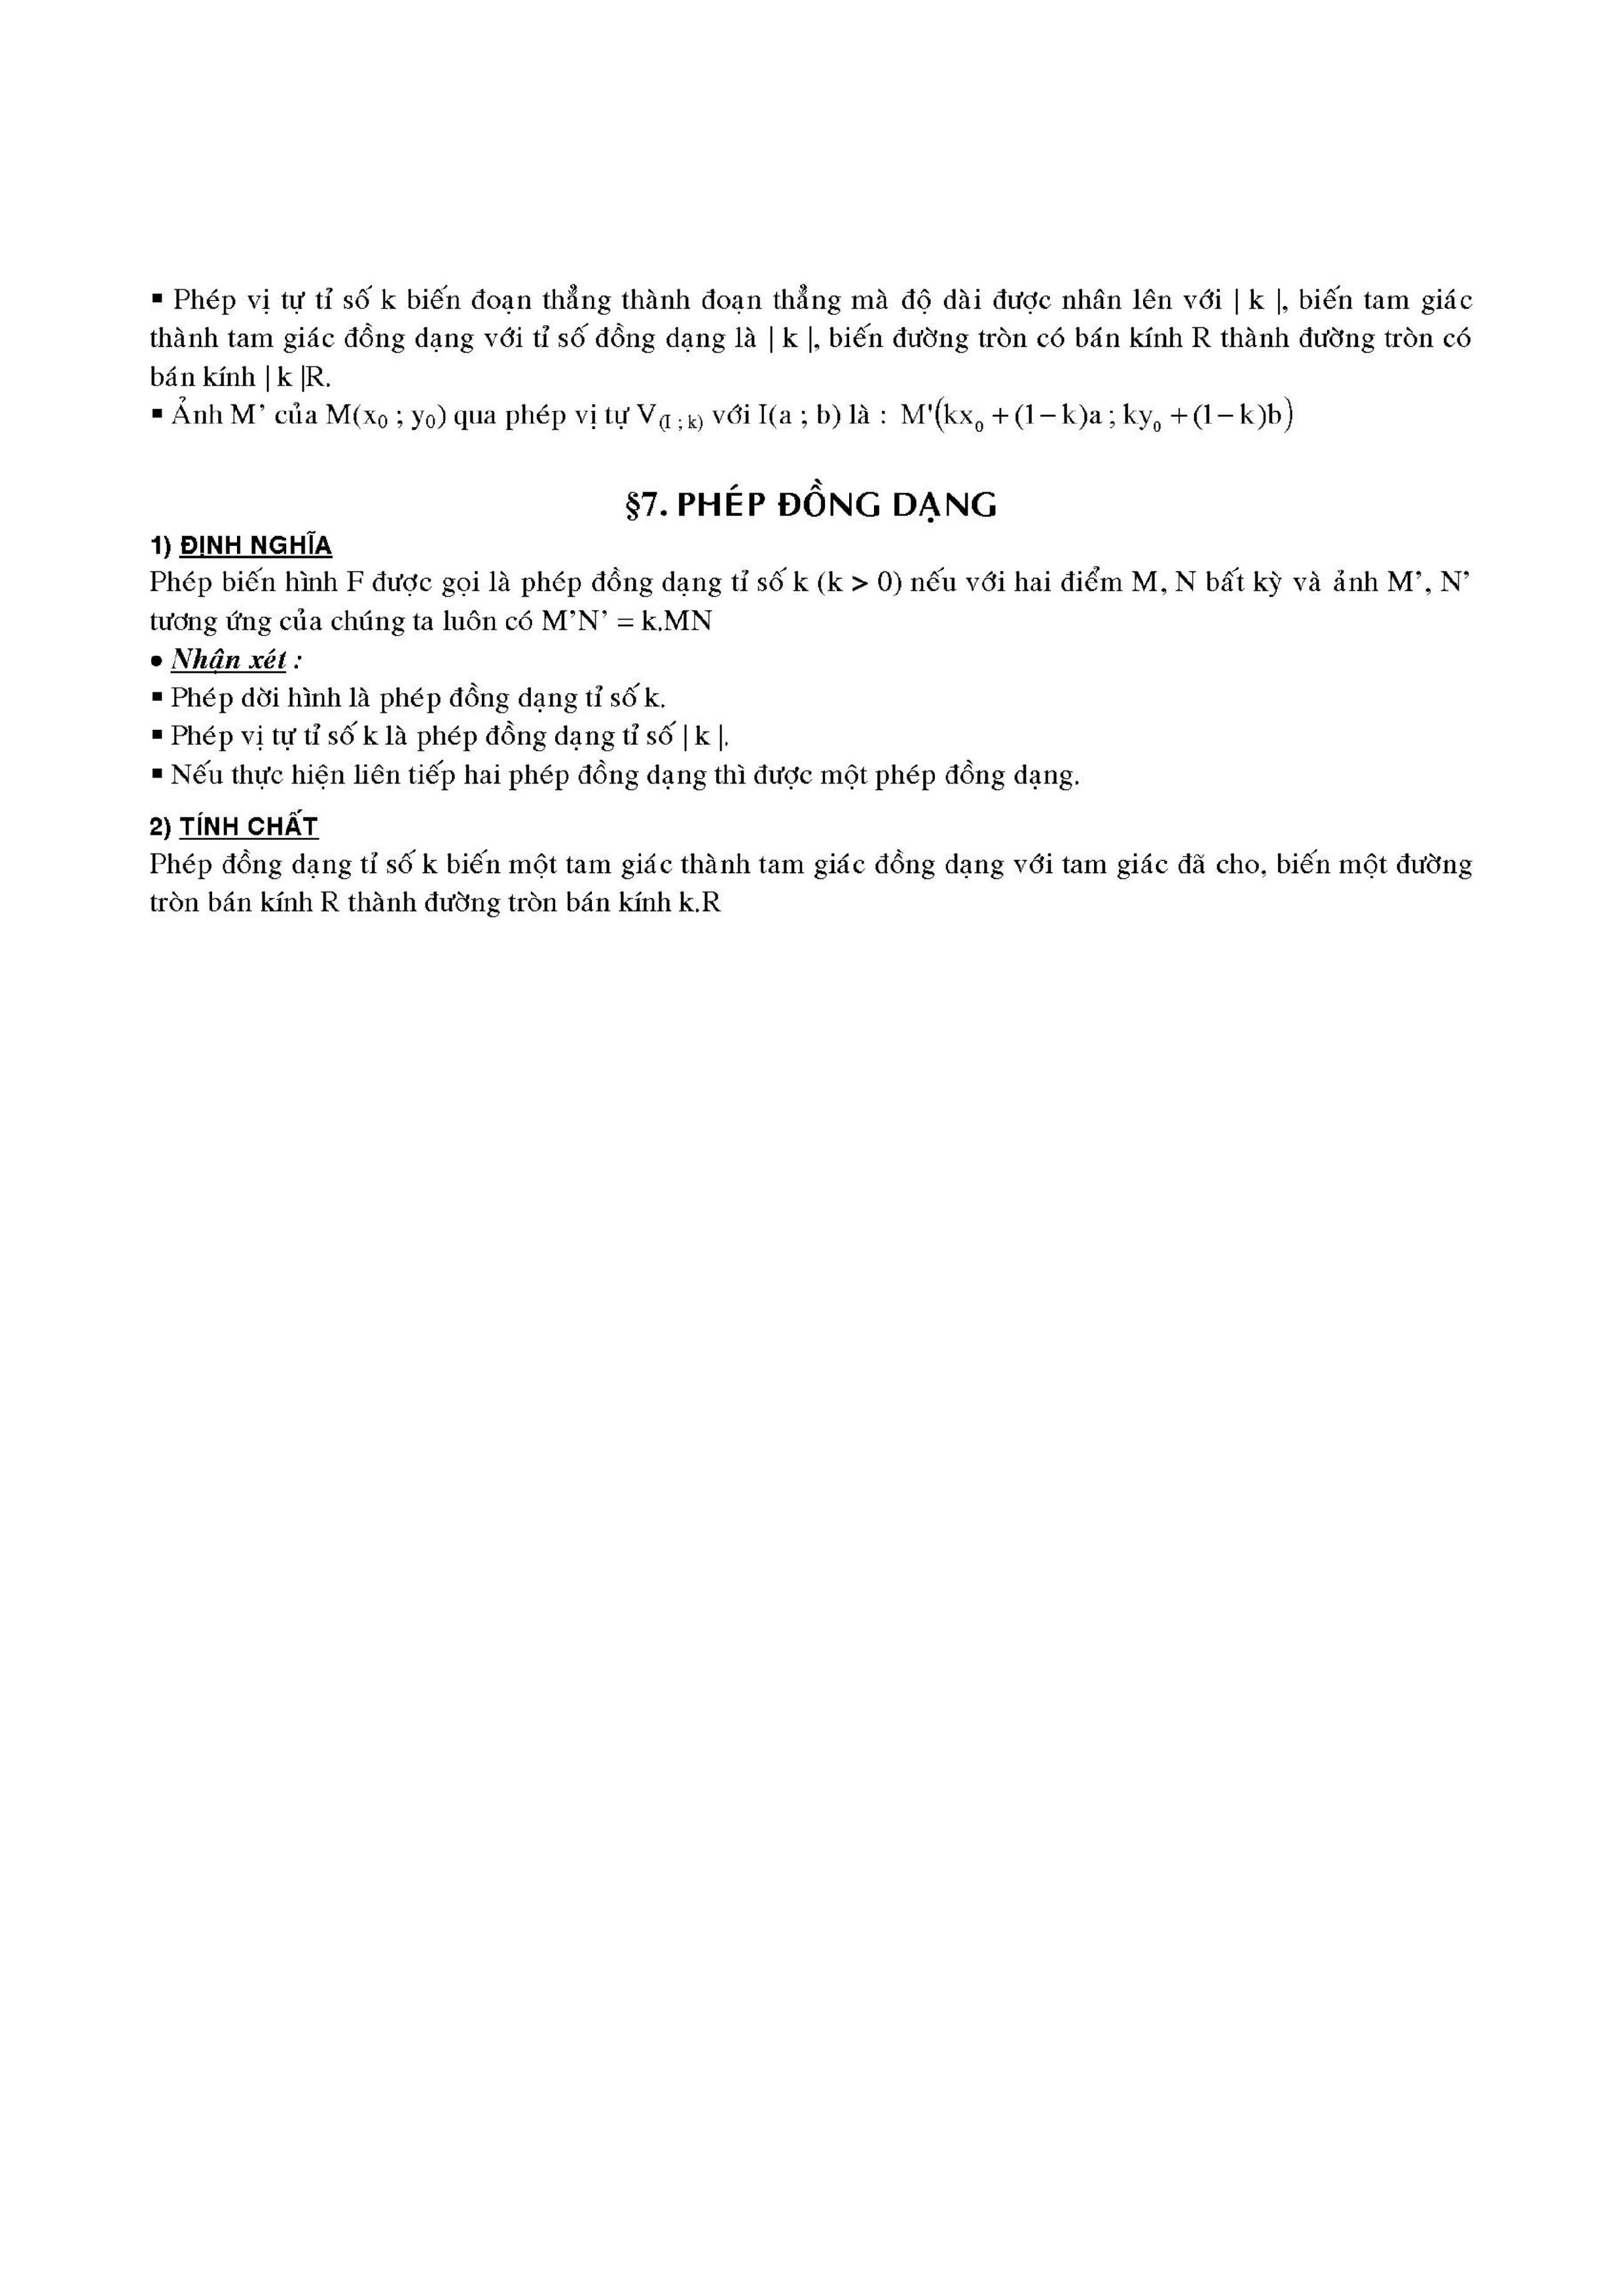 ▪ Phép vị tự tỉ số k biến đoạn thẳng thành đoạn thẳng mà độ dài được nhân lên với | k |, biến tam giác
thành tam giác đồng dạng với tỉ số đồng dạng là | k |, biến đường tròn có bán kính R thành đường tròn có
bán kính | k |R.
▪ Ảnh M’ của M(x₀ ; y₀) qua phép vị tự V(I ; k) với I(a ; b) là : M'(kx₀ + (1 − k)a ; ky₀ + (1 − k)b)
§7. PHÉP ĐỒNG DẠNG
1) ĐỊNH NGHĨA
Phép biến hình F được gọi là phép đồng dạng tỉ số k (k > 0) nếu với hai điểm M, N bất kỳ và ảnh M’, N’
tương ứng của chúng ta luôn có M’N’ = k.MN
• Nhận xét :
▪ Phép dời hình là phép đồng dạng tỉ số k.
▪ Phép vị tự tỉ số k là phép đồng dạng tỉ số | k |.
▪ Nếu thực hiện liên tiếp hai phép đồng dạng thì được một phép đồng dạng.
2) TÍNH CHẤT
Phép đồng dạng tỉ số k biến một tam giác thành tam giác đồng dạng với tam giác đã cho, biến một đường
tròn bán kính R thành đường tròn bán kính k.R